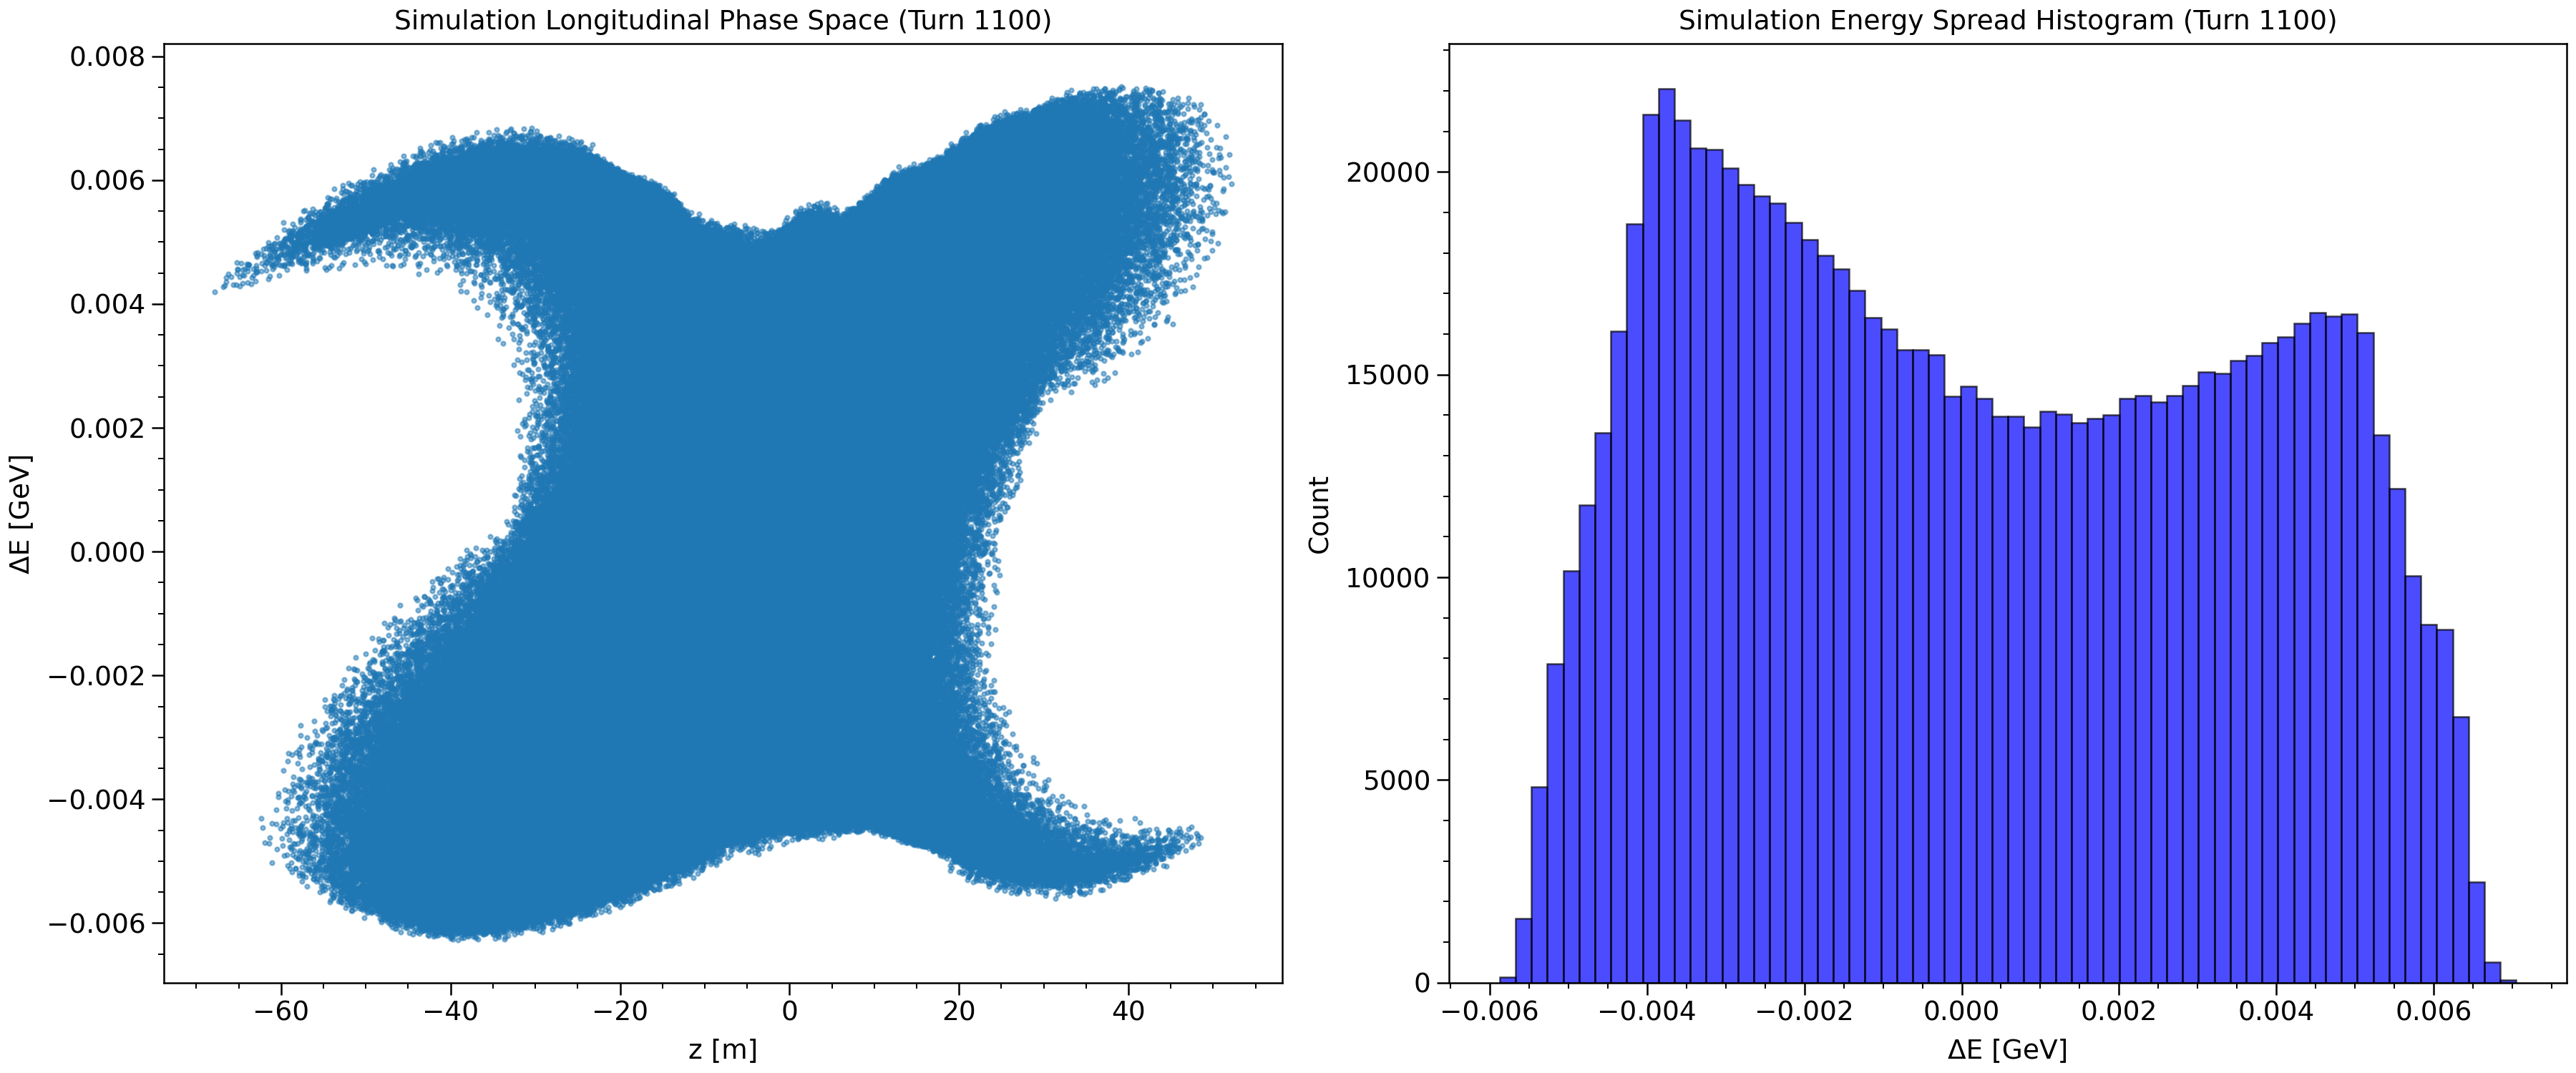 Simulation Longitudinal Phase Space (Turn 1100)
0.008
0.006
0.004
0.002
0.000
−0.002
−0.004
−0.006
ΔE [GeV]
−60 −40 −20 0 20 40
z [m]
Simulation Energy Spread Histogram (Turn 1100)
20000
15000
10000
5000
0
Count
−0.006 −0.004 −0.002 0.000 0.002 0.004 0.006
ΔE [GeV]